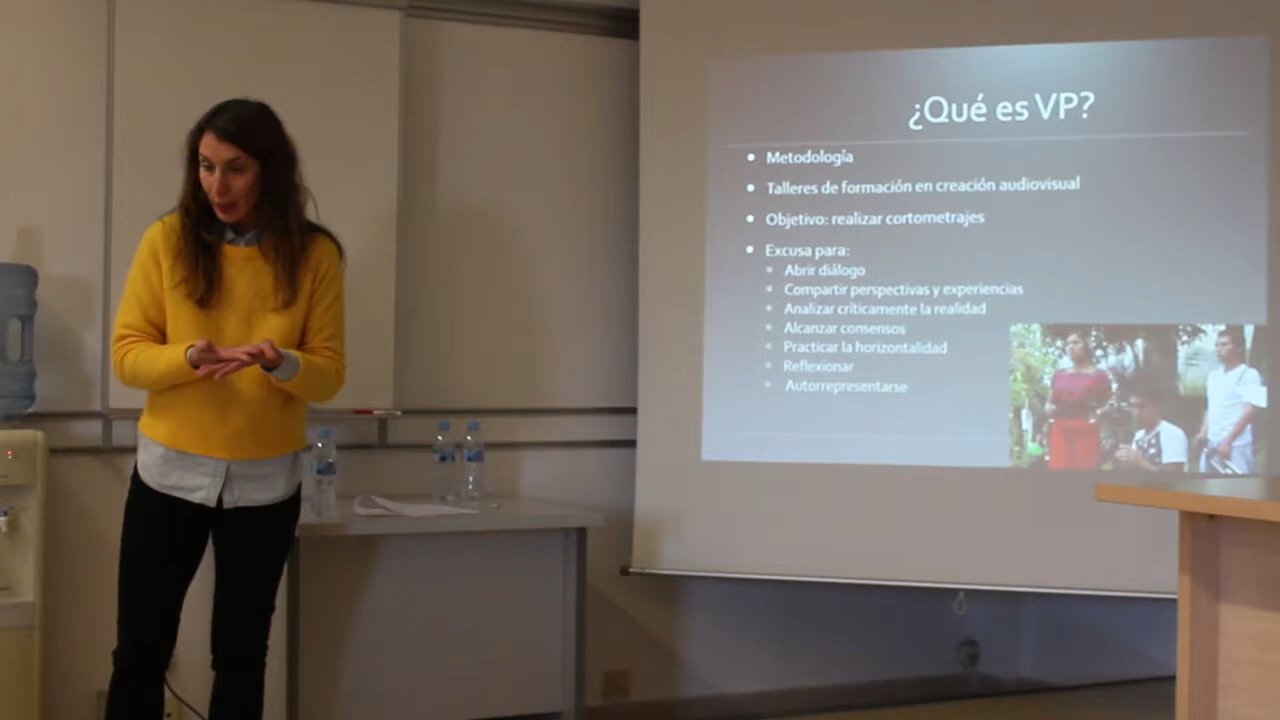 ¿Qué es VP?
Metodología
Talleres de formación en creación audiovisual
Objetivo: realizar cortometrajes
Excusa para:
Abrir diálogo
Compartir perspectivas y experiencias
Analizar críticamente la realidad
Alcanzar consensos
Practicar la horizontalidad
Reflexionar
Autorrepresentarse